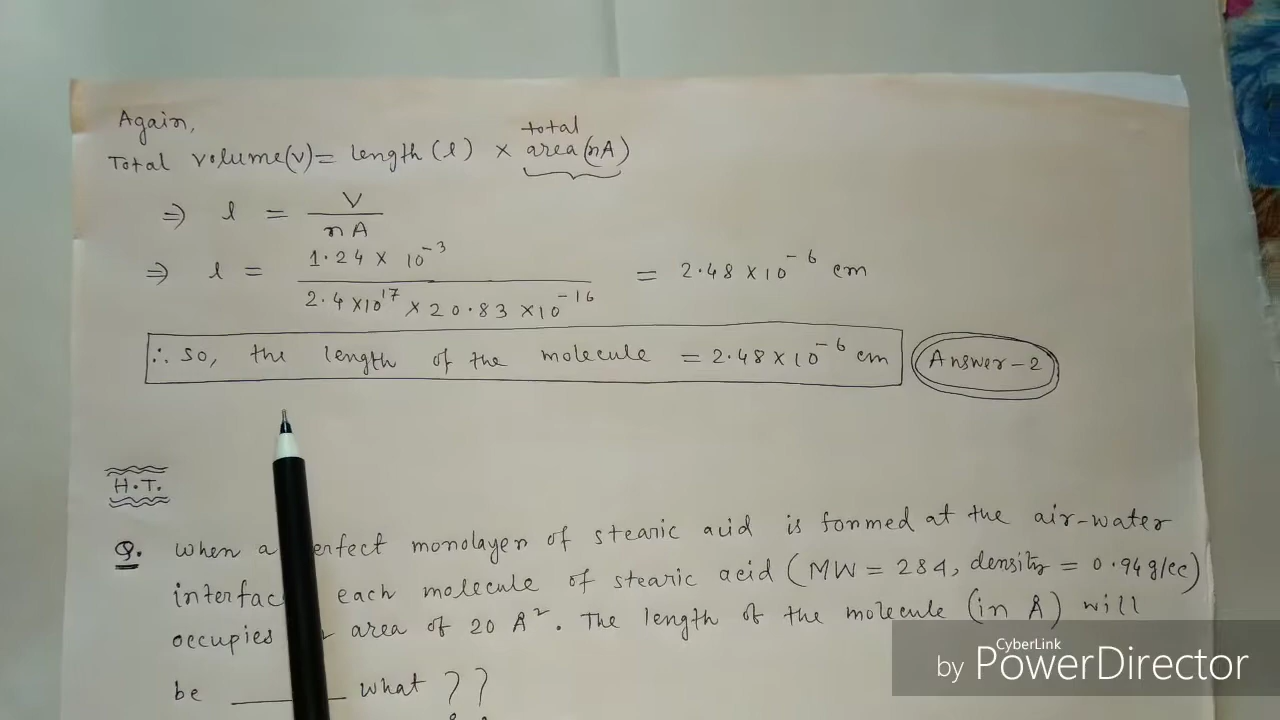 Again,
Total volume(v) = length (l) × total area (nA)
⇒ l = V / nA
⇒ l = 1.24 × 10⁻³ / 2.4 × 10¹⁷ × 20.83 × 10⁻¹⁶ = 2.48 × 10⁻⁶ cm
∴ so, the length of the molecule = 2.48 × 10⁻⁶ cm Answer-2
H.T.
Q. When a erfect monolayer of stearic acid is formed at the air-water
interfac each molecule of stearic acid (MW = 284, density = 0.94 g/cc)
occupies area of 20 Å². The length of the molecule (in Å) will
be ______ what ??
by CyberLink PowerDirector